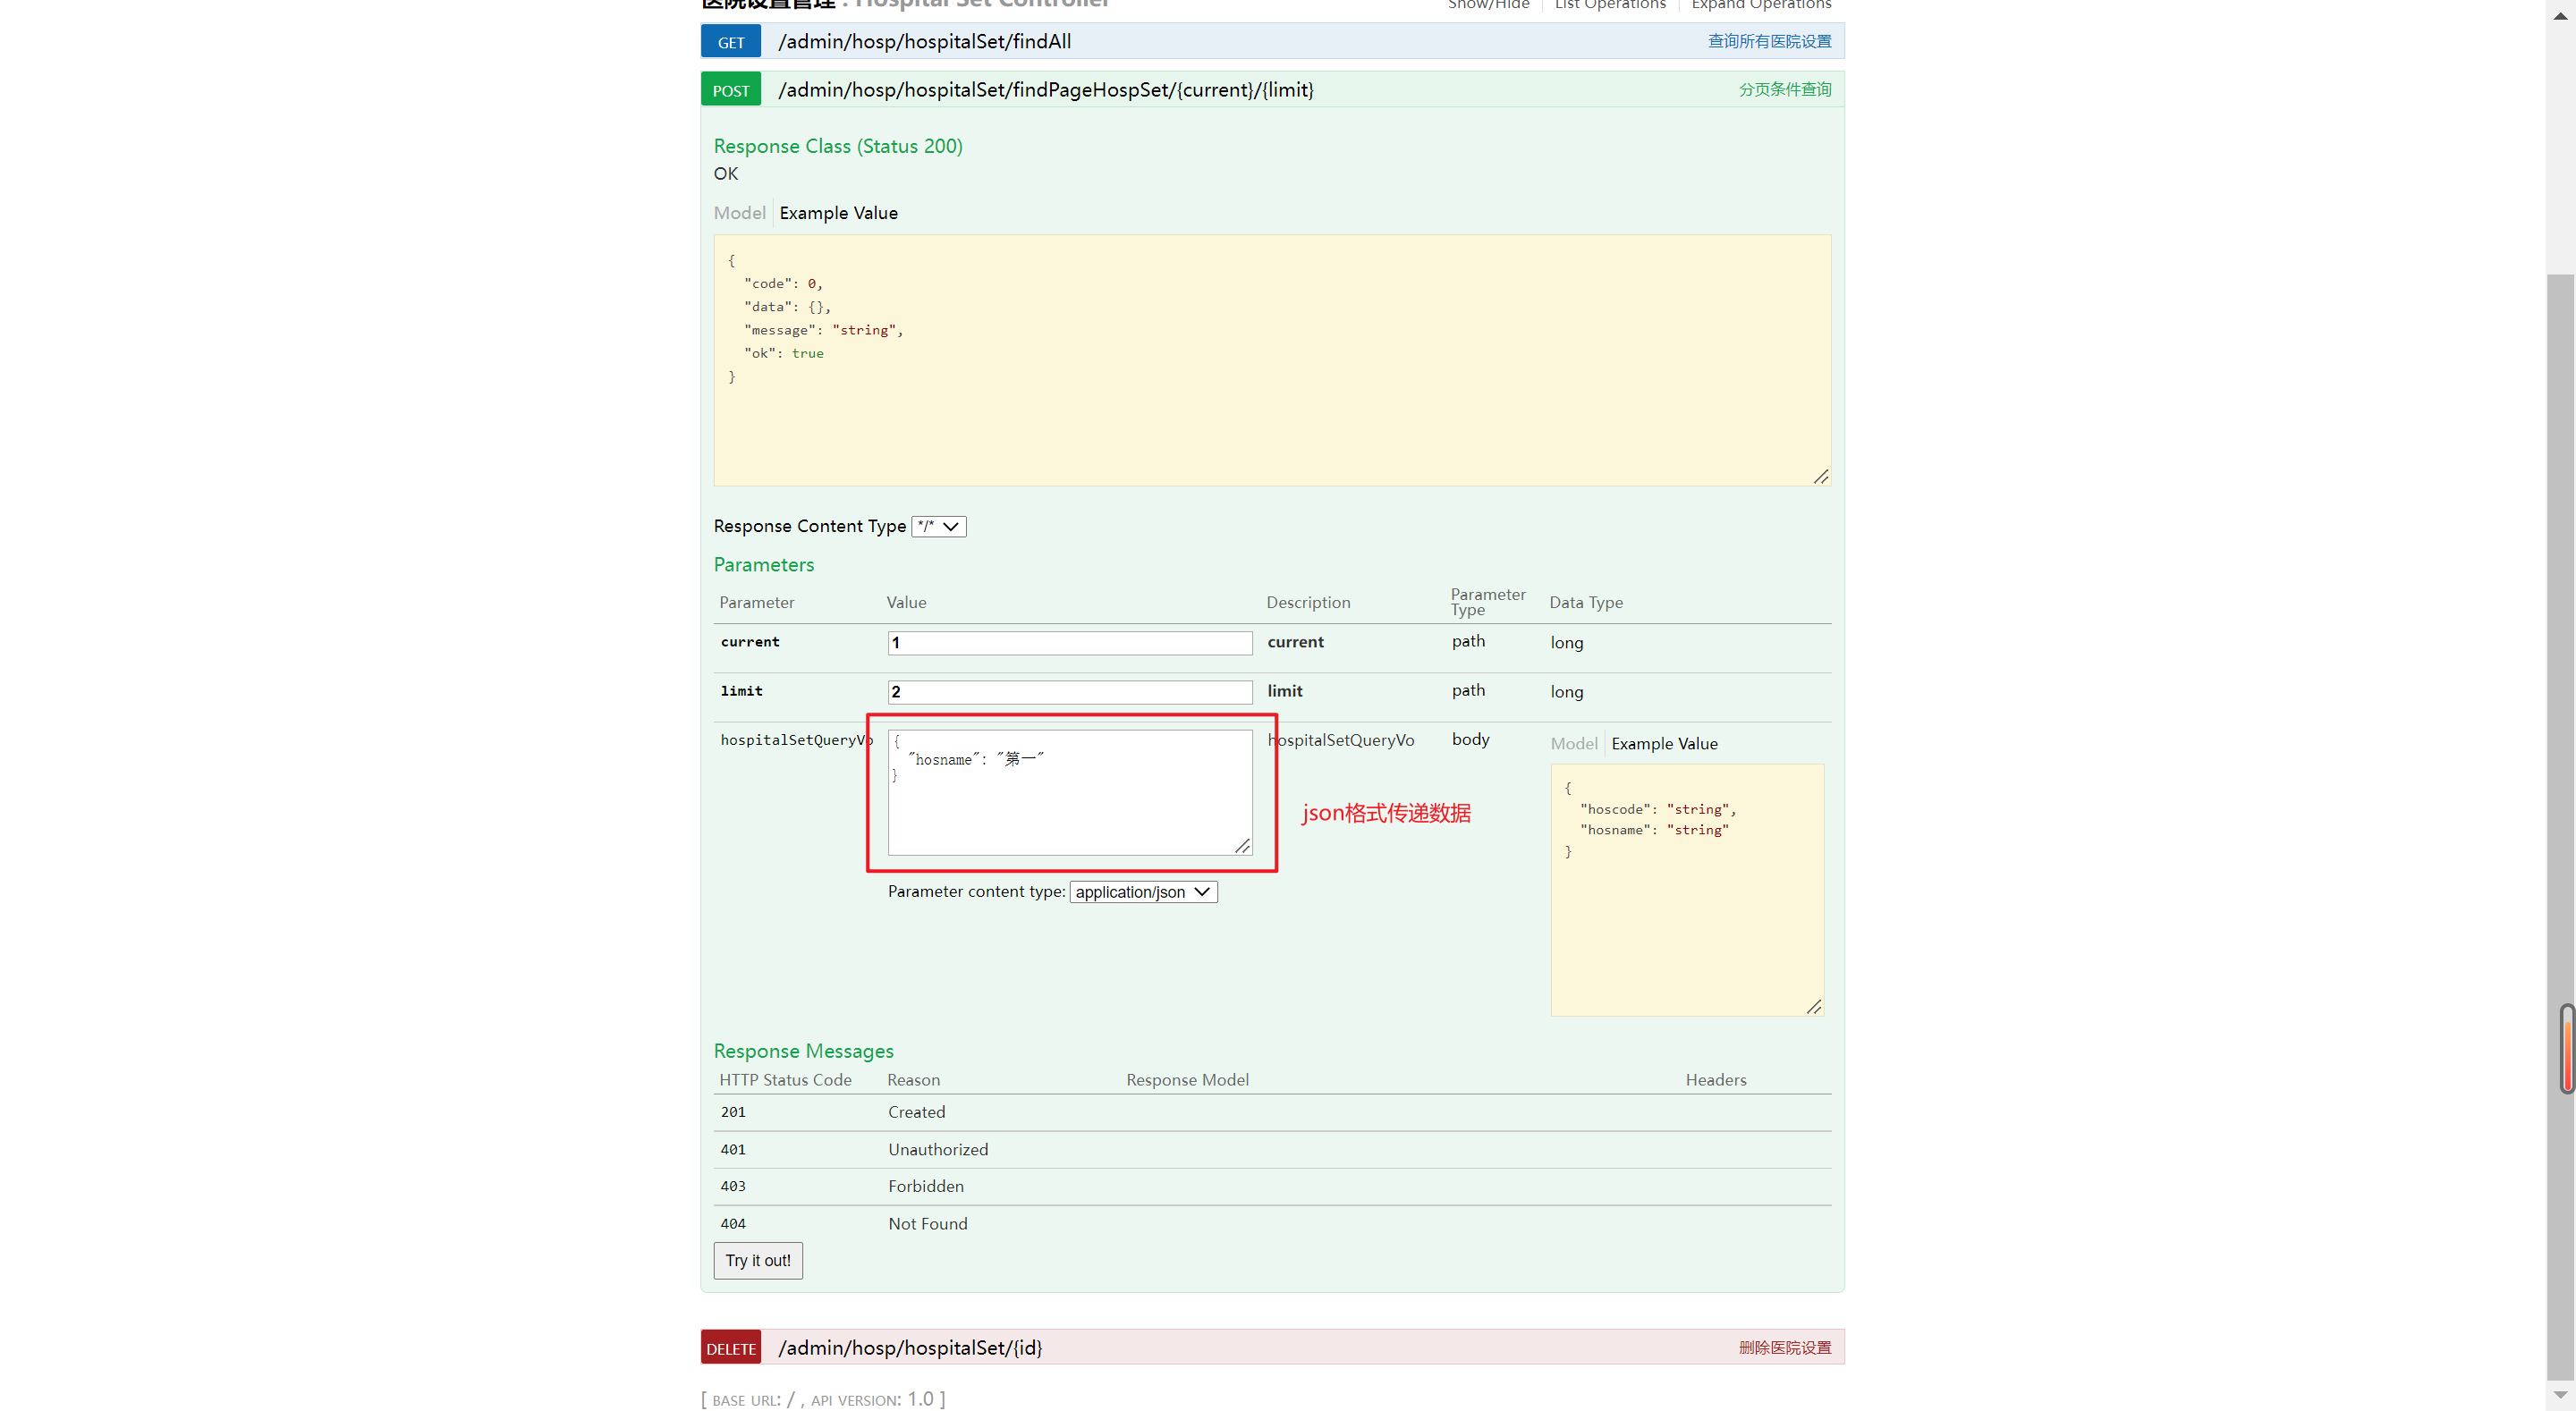 医院设置管理 : Hospital Set Controller
Show/Hide
List Operations
Expand Operations
GET /admin/hosp/hospitalSet/findAll 查询所有医院设置
POST /admin/hosp/hospitalSet/findPageHospSet/{current}/{limit} 分页条件查询
Response Class (Status 200)
OK
Model Example Value
{
"code": 0,
"data": {},
"message": "string",
"ok": true
}
Response Content Type */*
Parameters
Parameter Value Description Parameter Type Data Type
current 1 current path long
limit 2 limit path long
hospitalSetQueryVo
{
"hosname": "第一"
}
hospitalSetQueryVo body
Model Example Value
{
"hoscode": "string",
"hosname": "string"
}
json格式传递数据
Parameter content type: application/json
Response Messages
HTTP Status Code Reason Response Model Headers
201 Created
401 Unauthorized
403 Forbidden
404 Not Found
Try it out!
DELETE /admin/hosp/hospitalSet/{id} 删除医院设置
[ BASE URL: / , API VERSION: 1.0 ]